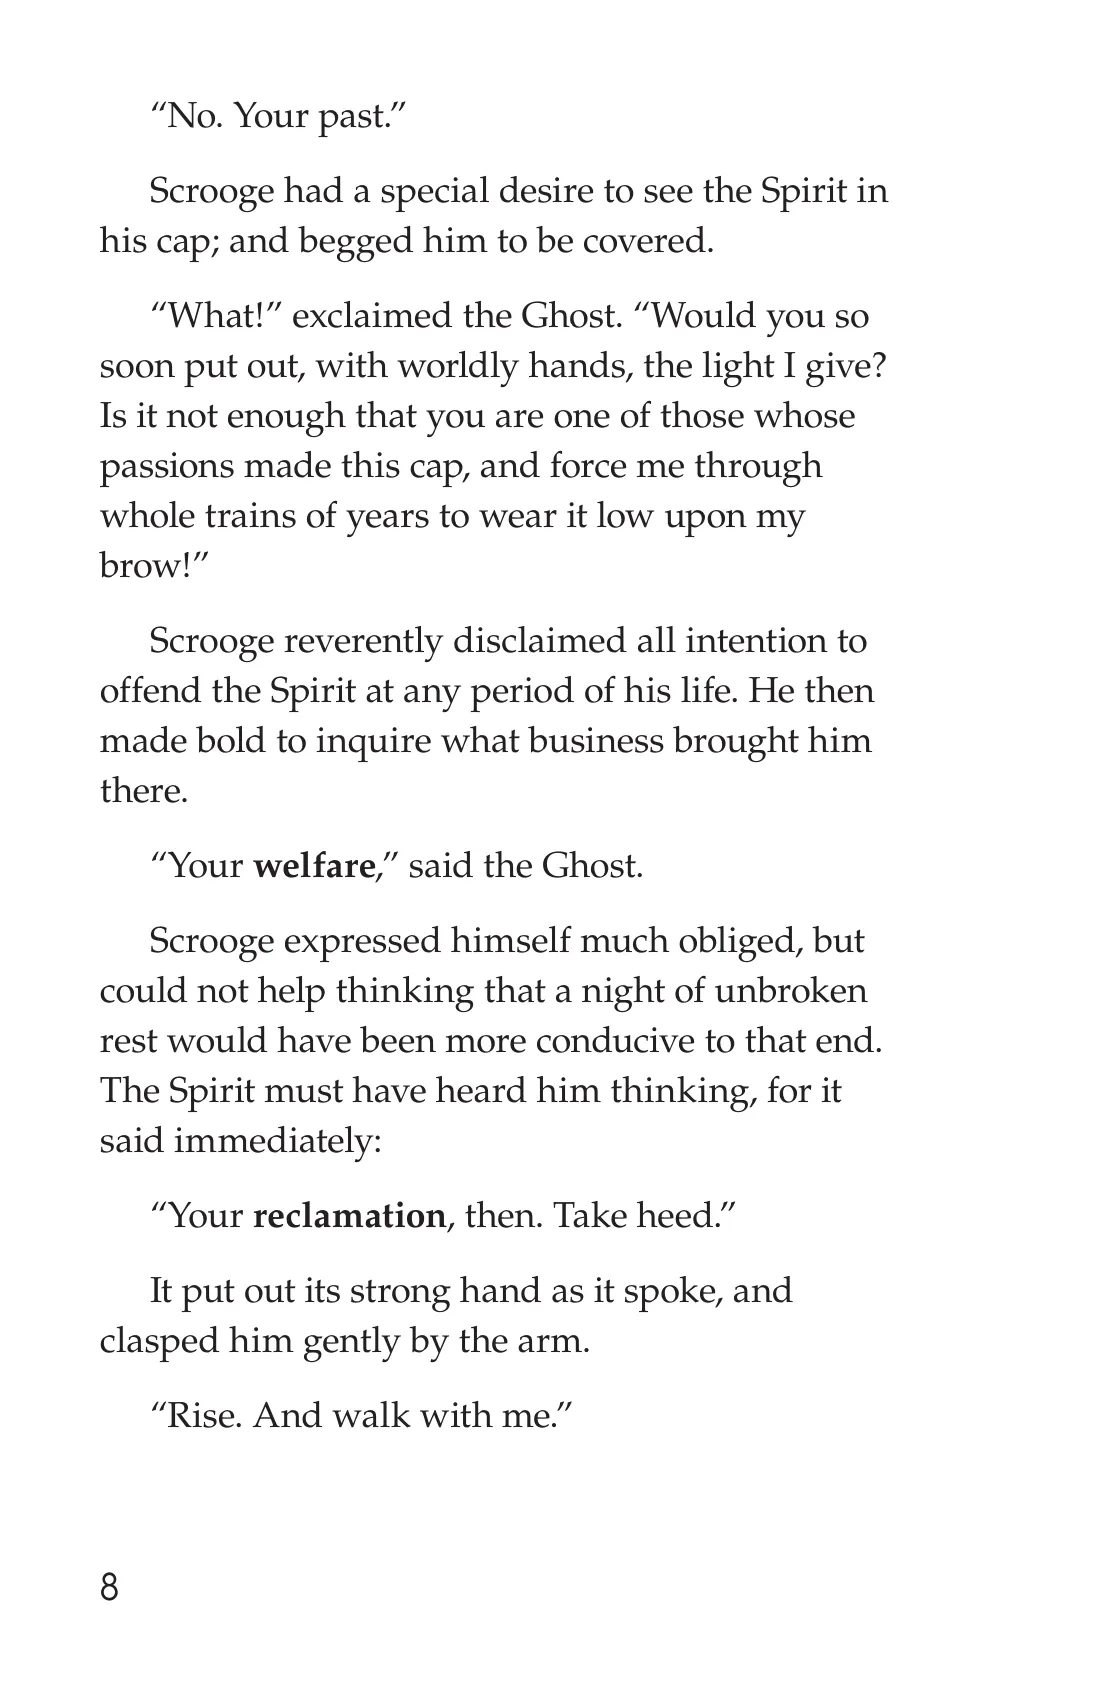 “No. Your past.”
Scrooge had a special desire to see the Spirit in
his cap; and begged him to be covered.
“What!” exclaimed the Ghost. “Would you so
soon put out, with worldly hands, the light I give?
Is it not enough that you are one of those whose
passions made this cap, and force me through
whole trains of years to wear it low upon my
brow!”
Scrooge reverently disclaimed all intention to
offend the Spirit at any period of his life. He then
made bold to inquire what business brought him
there.
“Your welfare,” said the Ghost.
Scrooge expressed himself much obliged, but
could not help thinking that a night of unbroken
rest would have been more conducive to that end.
The Spirit must have heard him thinking, for it
said immediately:
“Your reclamation, then. Take heed.”
It put out its strong hand as it spoke, and
clasped him gently by the arm.
“Rise. And walk with me.”
8